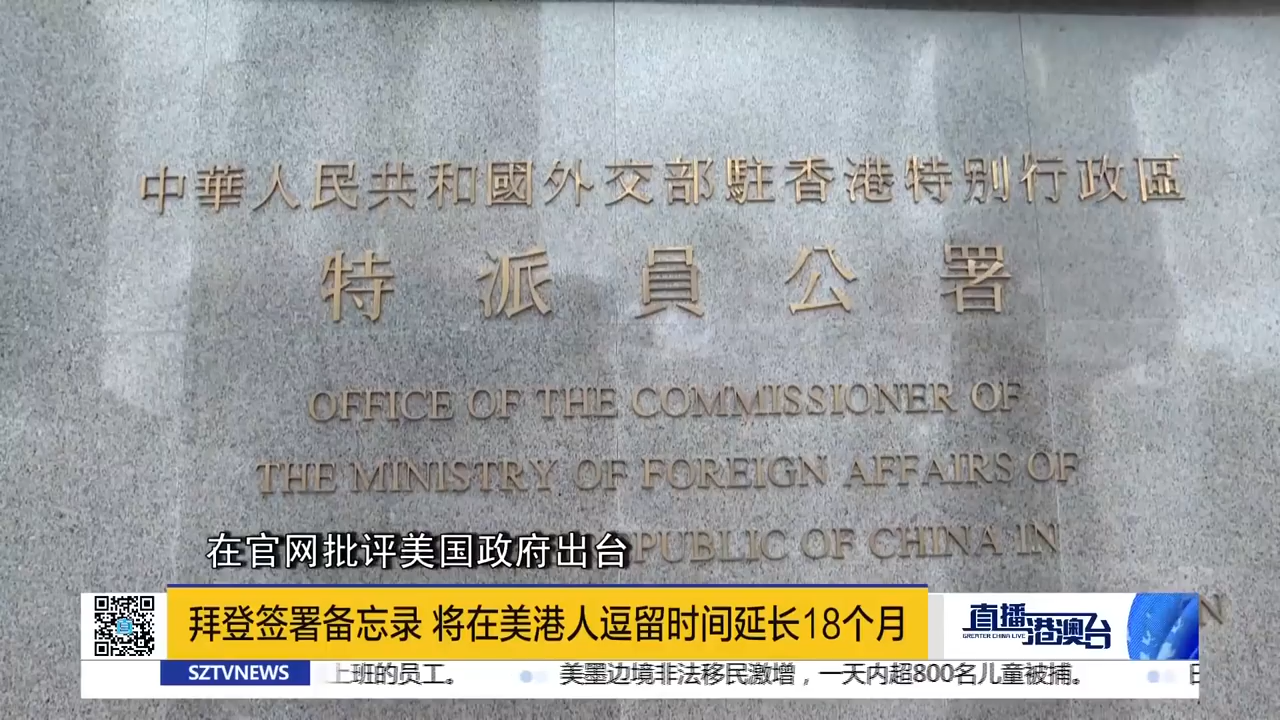 中華人民共和國外交部駐香港特別行政區
特派員公署
OFFICE OF THE COMMISSIONER OF
THE MINISTRY OF FOREIGN AFFAIRS OF
PUBLIC OF CHINA IN
在官网批评美国政府出台
拜登签署备忘录 将在美港人逗留时间延长18个月
直播港澳台
GREATER CHINA LIVE
SZTVNEWS
上班的员工。 美墨边境非法移民激增，一天内超800名儿童被捕。